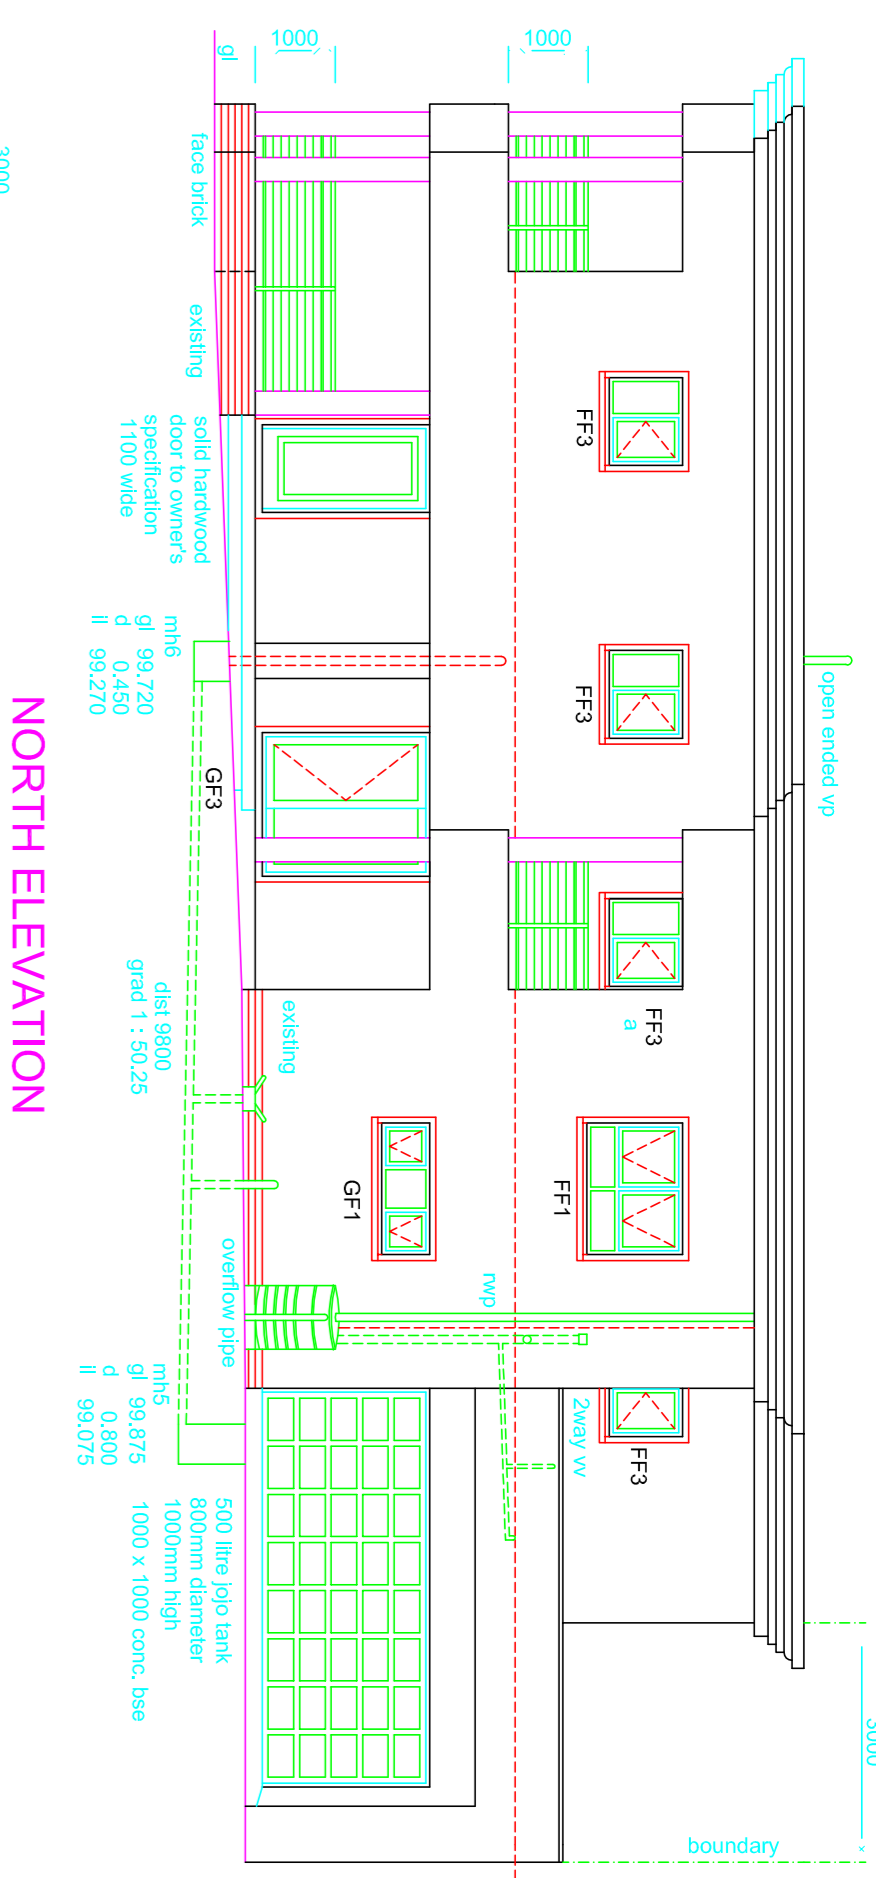 1000
1000
gl
face brick
existing
solid hardwood
door to owner's
specification
1100 wide
FF3
FF3
open ended vp
mh6
gl 99.720
d 0.450
il 99.270
GF3
FF3
a
existing
dist 9800
grad 1 : 50.25
GF1
FF1
rwp
overflow pipe
2way vv
FF3
mh5
gl 99.875
d 0.800
il 99.075
500 litre jojo tank
800mm diameter
1000mm high
1000 x 1000 conc. bse
boundary
3000
3000
NORTH ELEVATION